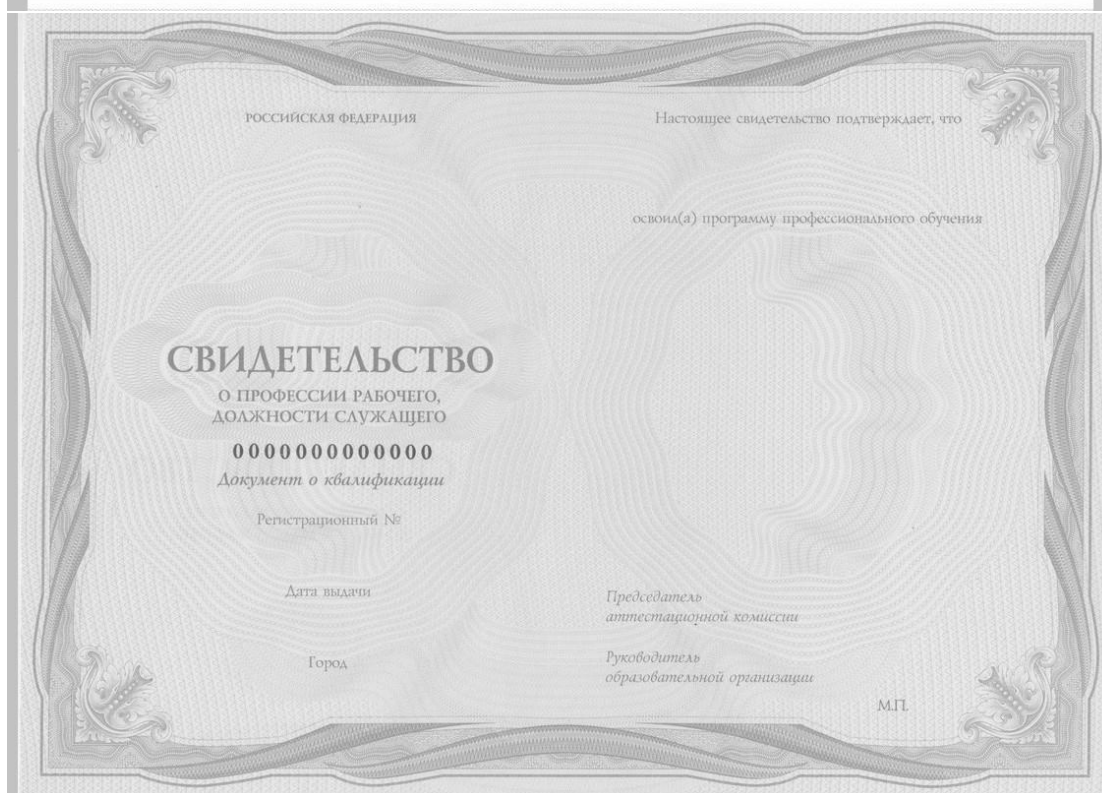 РОССИЙСКАЯ ФЕДЕРАЦИЯ
СВИДЕТЕЛЬСТВО
О ПРОФЕССИИ РАБОЧЕГО,
ДОЛЖНОСТИ СЛУЖАЩЕГО
0000000000000
Документ о квалификации
Регистрационный №
Дата выдачи
Город
Настоящее свидетельство подтверждает, что
освоил(а) программу профессионального обучения
Председатель
аттестационной комиссии
Руководитель
образовательной организации
М.П.